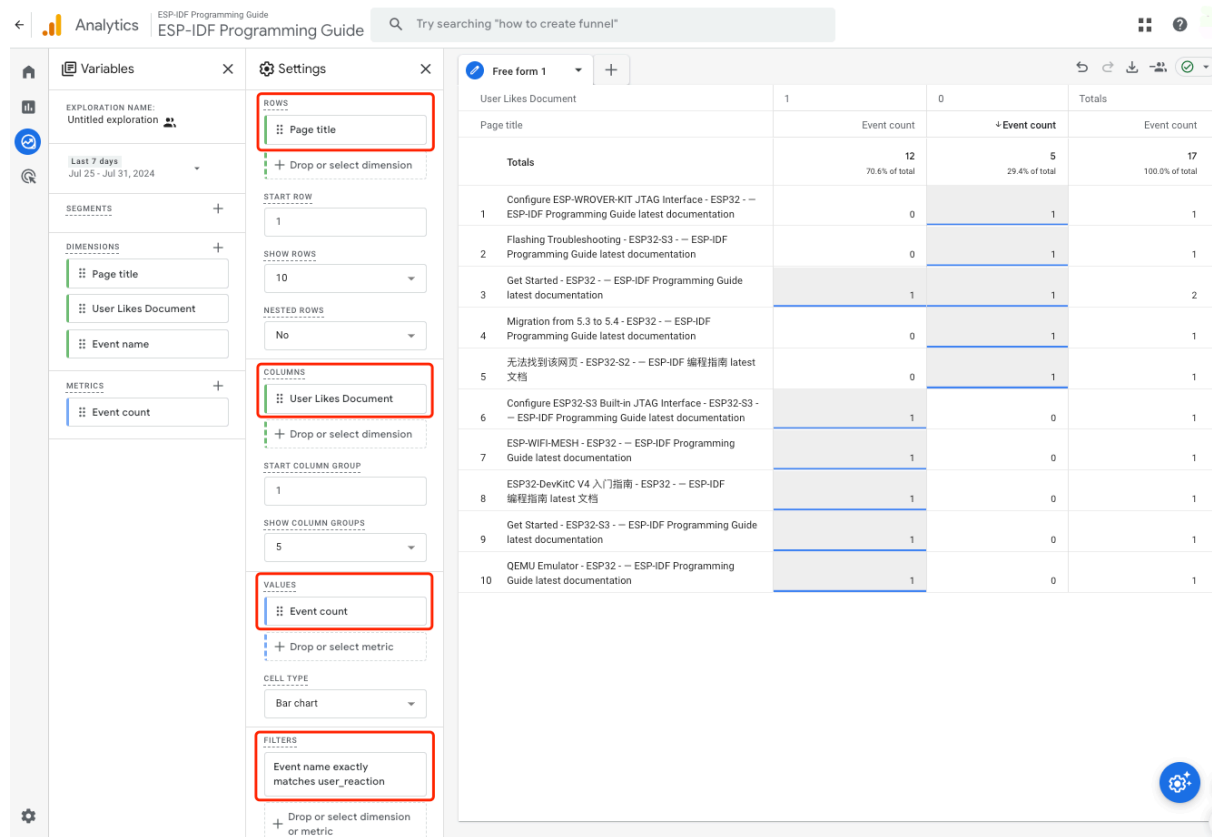 Analytics
ESP-IDF Programming Guide
ESP-IDF Programming Guide
Try searching "how to create funnel"
Variables
EXPLORATION NAME:
Untitled exploration
Last 7 days
Jul 25 - Jul 31, 2024
SEGMENTS
DIMENSIONS
Page title
User Likes Document
Event name
METRICS
Event count
Settings
ROWS
Page title
Drop or select dimension
START ROW
1
SHOW ROWS
10
NESTED ROWS
No
COLUMNS
User Likes Document
Drop or select dimension
START COLUMN GROUP
1
SHOW COLUMN GROUPS
5
VALUES
Event count
Drop or select metric
CELL TYPE
Bar chart
FILTERS
Event name exactly
matches user_reaction
Drop or select dimension
or metric
Free form 1
User Likes Document 1 0 Totals
Page title Event count ↓Event count Event count
Totals 12 5 17
70.6% of total 29.4% of total 100.0% of total
Configure ESP-WROVER-KIT JTAG Interface - ESP32 - —
1 ESP-IDF Programming Guide latest documentation 0 1 1
Flashing Troubleshooting - ESP32-S3 - — ESP-IDF
2 Programming Guide latest documentation 0 1 1
Get Started - ESP32 - — ESP-IDF Programming Guide
3 latest documentation 1 1 2
Migration from 5.3 to 5.4 - ESP32 - — ESP-IDF
4 Programming Guide latest documentation 0 1 1
无法找到该网页 - ESP32-S2 - — ESP-IDF 编程指南 latest
5 文档 0 1 1
Configure ESP32-S3 Built-in JTAG Interface - ESP32-S3 -
6 — ESP-IDF Programming Guide latest documentation 1 0 1
ESP-WIFI-MESH - ESP32 - — ESP-IDF Programming
7 Guide latest documentation 1 0 1
ESP32-DevKitC V4 入门指南 - ESP32 - — ESP-IDF
8 编程指南 latest 文档 1 0 1
Get Started - ESP32-S3 - — ESP-IDF Programming Guide
9 latest documentation 1 0 1
QEMU Emulator - ESP32 - — ESP-IDF Programming
10 Guide latest documentation 1 0 1